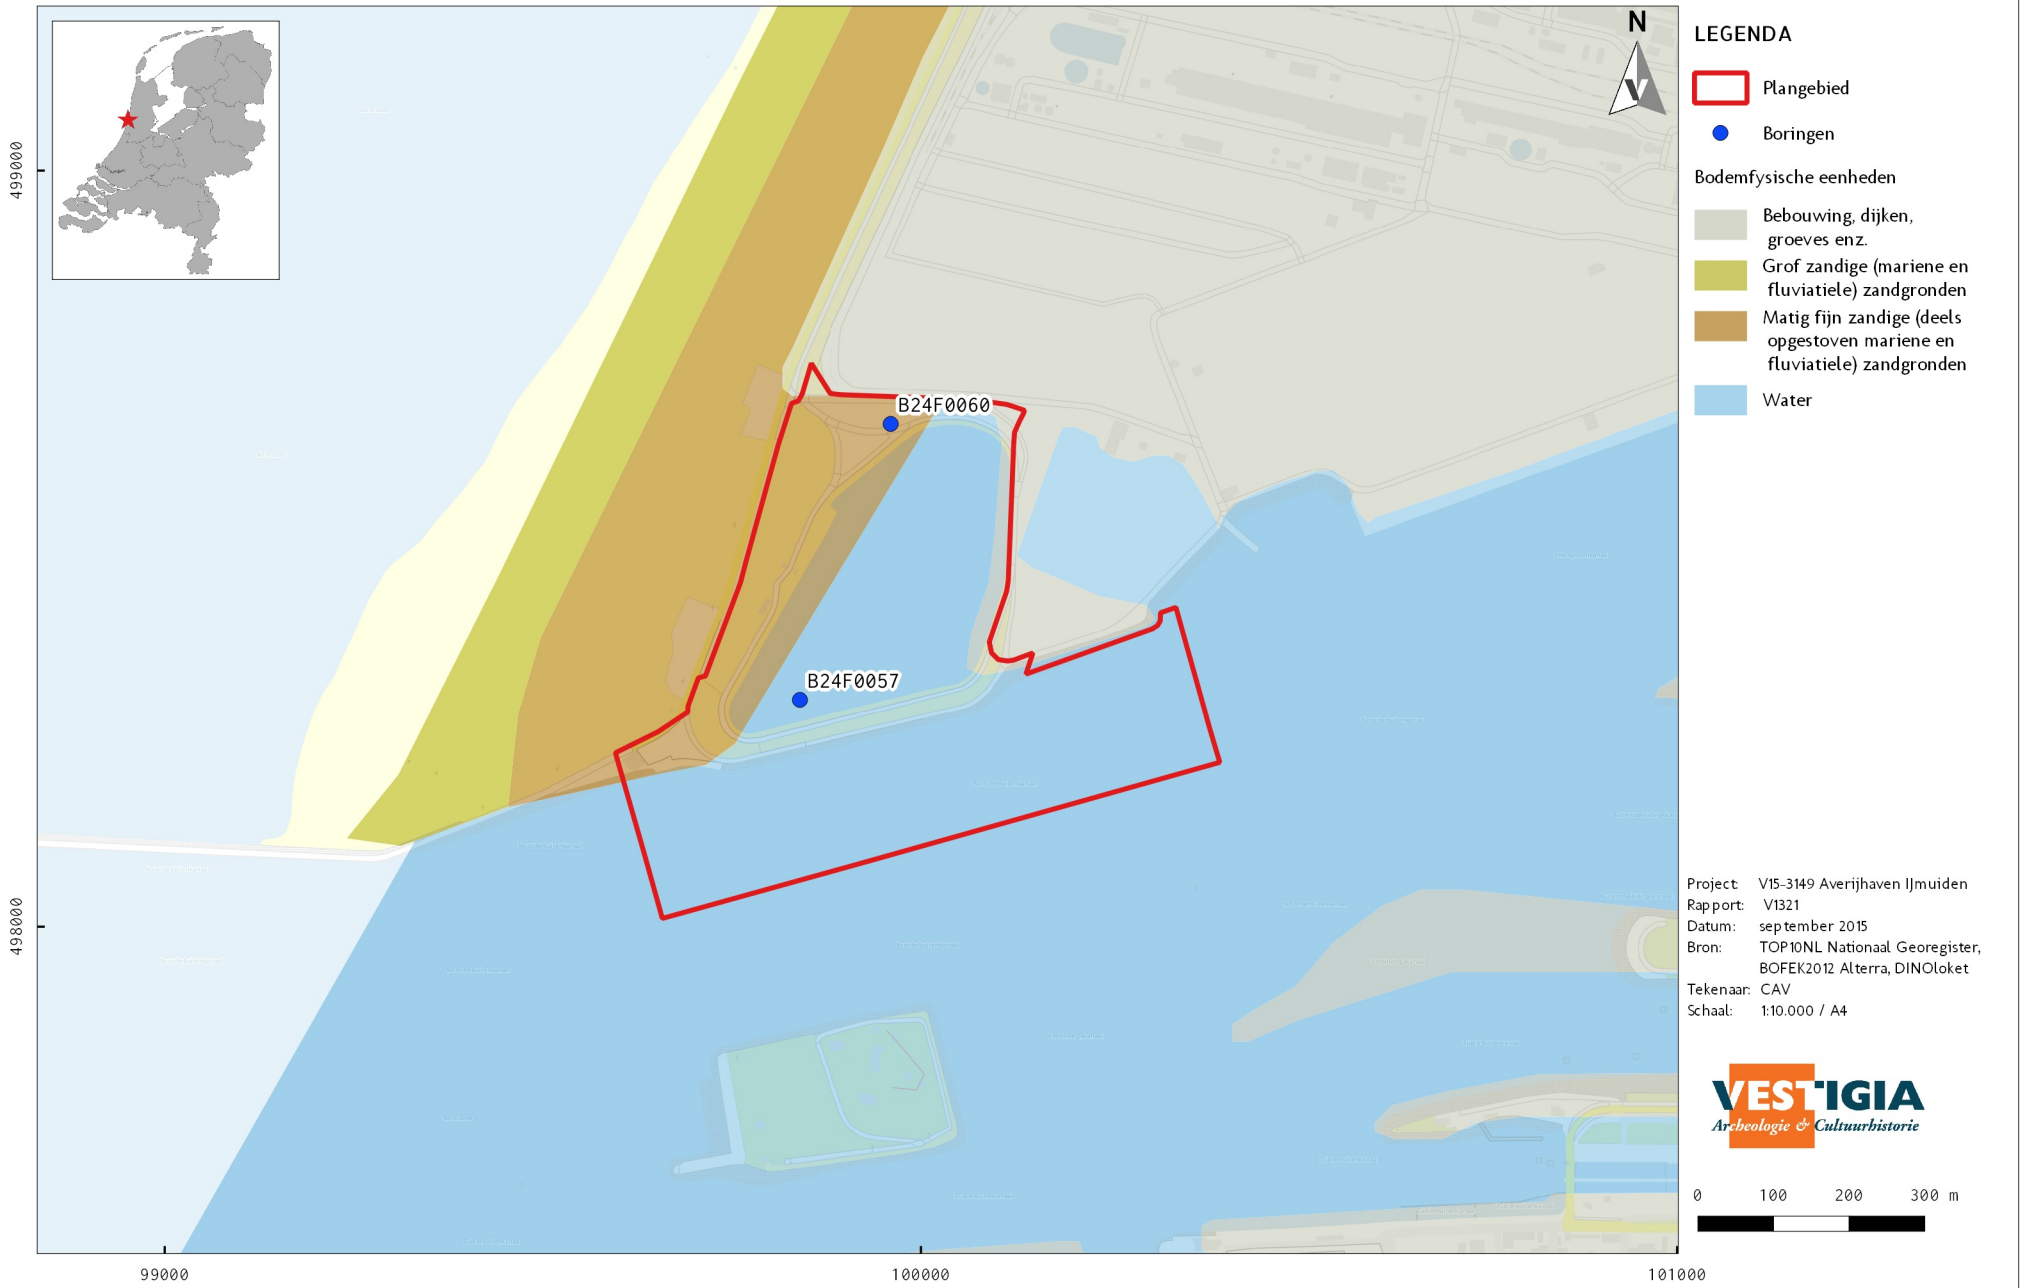 N
499000
498000
99000
100000
101000
B24F0060
B24F0057
LEGENDA
Plangebied
Boringen
Bodemfysische eenheden
Bebouwing, dijken,
groeves enz.
Grof zandige (mariene en
fluviatiele) zandgronden
Matig fijn zandige (deels
opgestoven mariene en
fluviatiele) zandgronden
Water
Project: V15-3149 Averijhaven IJmuiden
Rapport: V1321
Datum: september 2015
Bron: TOP10NL Nationaal Georegister,
BOFEK2012 Alterra, DINOloket
Tekenaar: CAV
Schaal: 1:10.000 / A4
VESTIGIA
Archeologie & Cultuurhistorie
0 100 200 300 m